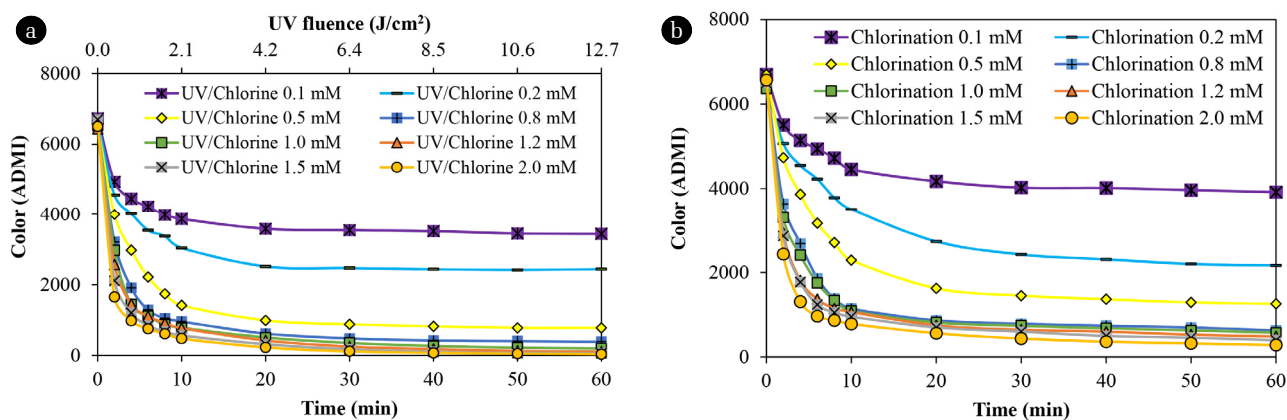 a
UV fluence (J/cm²)
0.0 2.1 4.2 6.4 8.5 10.6 12.7
8000
6000
4000
2000
0
Color (ADMI)
UV/Chlorine 0.1 mM UV/Chlorine 0.2 mM
UV/Chlorine 0.5 mM UV/Chlorine 0.8 mM
UV/Chlorine 1.0 mM UV/Chlorine 1.2 mM
UV/Chlorine 1.5 mM UV/Chlorine 2.0 mM
0 10 20 30 40 50 60
Time (min)
b
8000
6000
4000
2000
0
Color (ADMI)
Chlorination 0.1 mM Chlorination 0.2 mM
Chlorination 0.5 mM Chlorination 0.8 mM
Chlorination 1.0 mM Chlorination 1.2 mM
Chlorination 1.5 mM Chlorination 2.0 mM
0 10 20 30 40 50 60
Time (min)